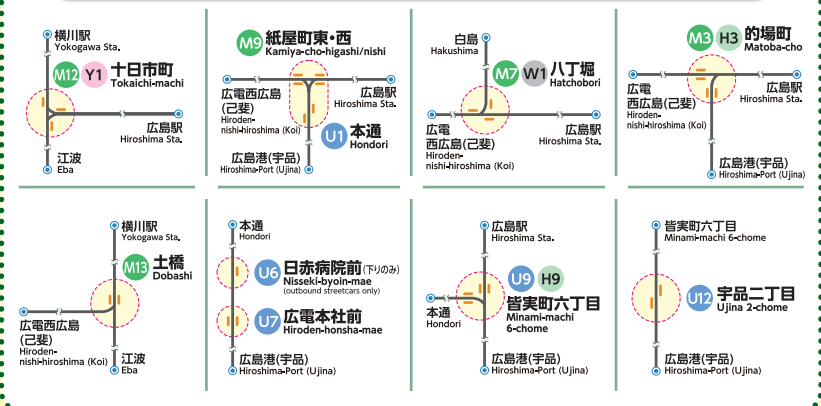 横川駅
Yokogawa Sta.
M12 Y1 十日市町
Tokaichi-machi
広島駅
Hiroshima Sta.
江波
Eba
M9 紙屋町東・西
Kamiya-cho-higashi/nishi
広電西広島
(己斐)
Hiroden-
nishi-hiroshima (Koi)
広島駅
Hiroshima Sta.
U1 本通
Hondori
広島港(宇品)
Hiroshima-Port (Ujina)
白島
Hakushima
M7 W1 八丁堀
Hatchobori
広電
西広島(己斐)
Hiroden-
nishi-hiroshima (Koi)
広島駅
Hiroshima Sta.
M3 H3 的場町
Matoba-cho
広電
西広島(己斐)
Hiroden-
nishi-hiroshima (Koi)
広島駅
Hiroshima Sta.
広島港(宇品)
Hiroshima-Port (Ujina)
横川駅
Yokogawa Sta.
M13 土橋
Dobashi
広電西広島
(己斐)
Hiroden-
nishi-hiroshima (Koi)
江波
Eba
本通
Hondori
U6 日赤病院前(下りのみ)
Nisseki-byoin-mae
(outbound streetcars only)
U7 広電本社前
Hiroden-honsha-mae
広島港(宇品)
Hiroshima-Port (Ujina)
広島駅
Hiroshima Sta.
U9 H9
皆実町六丁目
Minami-machi
6-chome
本通
Hondori
広島港(宇品)
Hiroshima-Port (Ujina)
皆実町六丁目
Minami-machi 6-chome
U12 宇品二丁目
Ujina 2-chome
広島港(宇品)
Hiroshima-Port (Ujina)